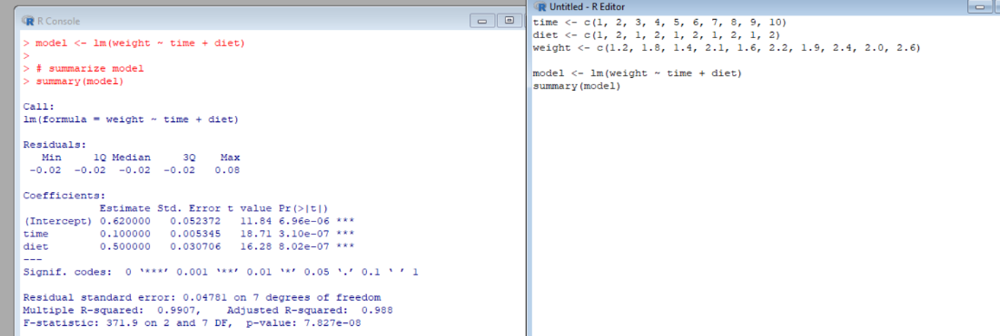 R Console
> model <- lm(weight ~ time + diet)
>
> # summarize model
> summary(model)
Call:
lm(formula = weight ~ time + diet)
Residuals:
   Min     1Q Median     3Q    Max
 -0.02  -0.02  -0.02  -0.02   0.08
Coefficients:
            Estimate Std. Error t value Pr(>|t|)
(Intercept) 0.620000   0.052372   11.84 6.96e-06 ***
time        0.100000   0.005345   18.71 3.10e-07 ***
diet        0.500000   0.030706   16.28 8.02e-07 ***
---
Signif. codes:  0 ‘***’ 0.001 ‘**’ 0.01 ‘*’ 0.05 ‘.’ 0.1 ‘ ’ 1
Residual standard error: 0.04781 on 7 degrees of freedom
Multiple R-squared:  0.9907,    Adjusted R-squared:  0.988
F-statistic: 371.9 on 2 and 7 DF,  p-value: 7.827e-08
Untitled - R Editor
time <- c(1, 2, 3, 4, 5, 6, 7, 8, 9, 10)
diet <- c(1, 2, 1, 2, 1, 2, 1, 2, 1, 2)
weight <- c(1.2, 1.8, 1.4, 2.1, 1.6, 2.2, 1.9, 2.4, 2.0, 2.6)
model <- lm(weight ~ time + diet)
summary(model)